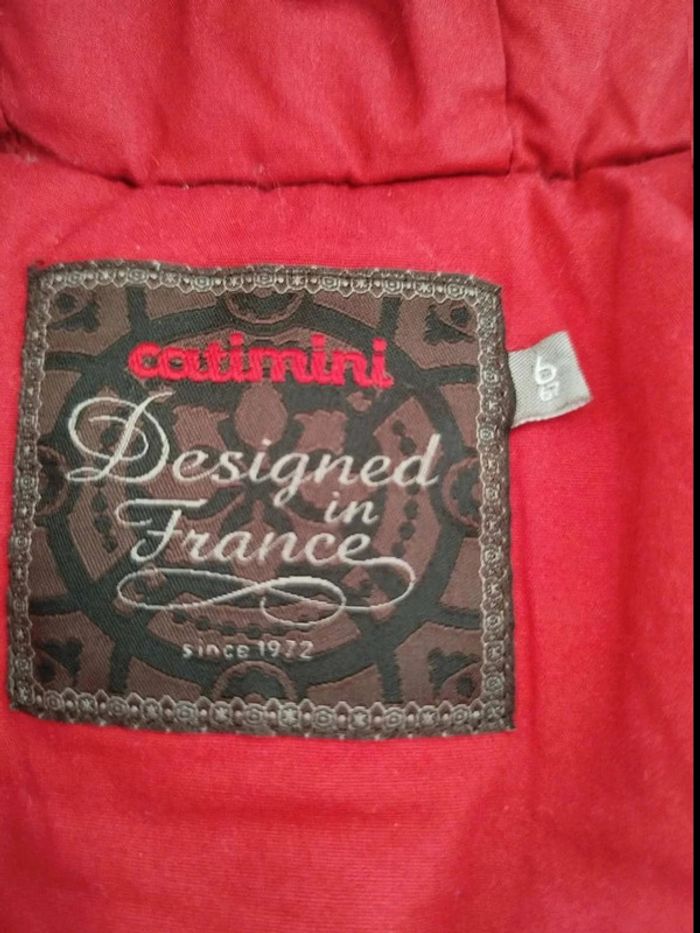 catimini
Designed
in
France
since 1972
6